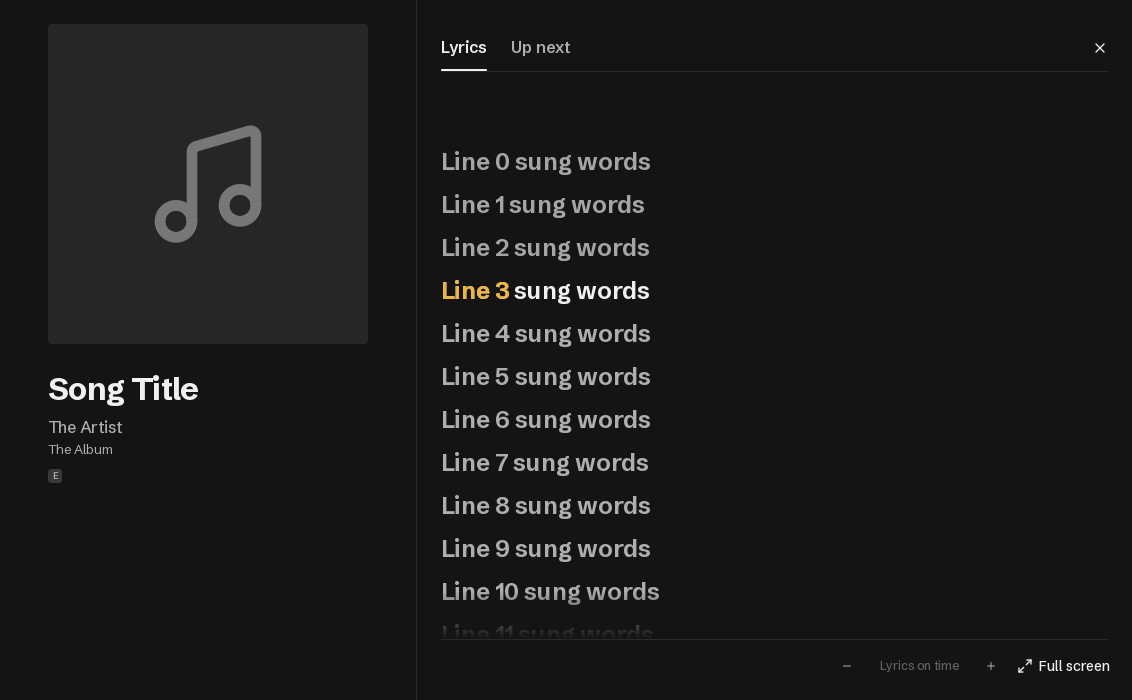 Song Title
The Artist
The Album
E
Lyrics
Up next
Line 0 sung words
Line 1 sung words
Line 2 sung words
Line 3 sung words
Line 4 sung words
Line 5 sung words
Line 6 sung words
Line 7 sung words
Line 8 sung words
Line 9 sung words
Line 10 sung words
Line 11 sung words
Lyrics on time
Full screen